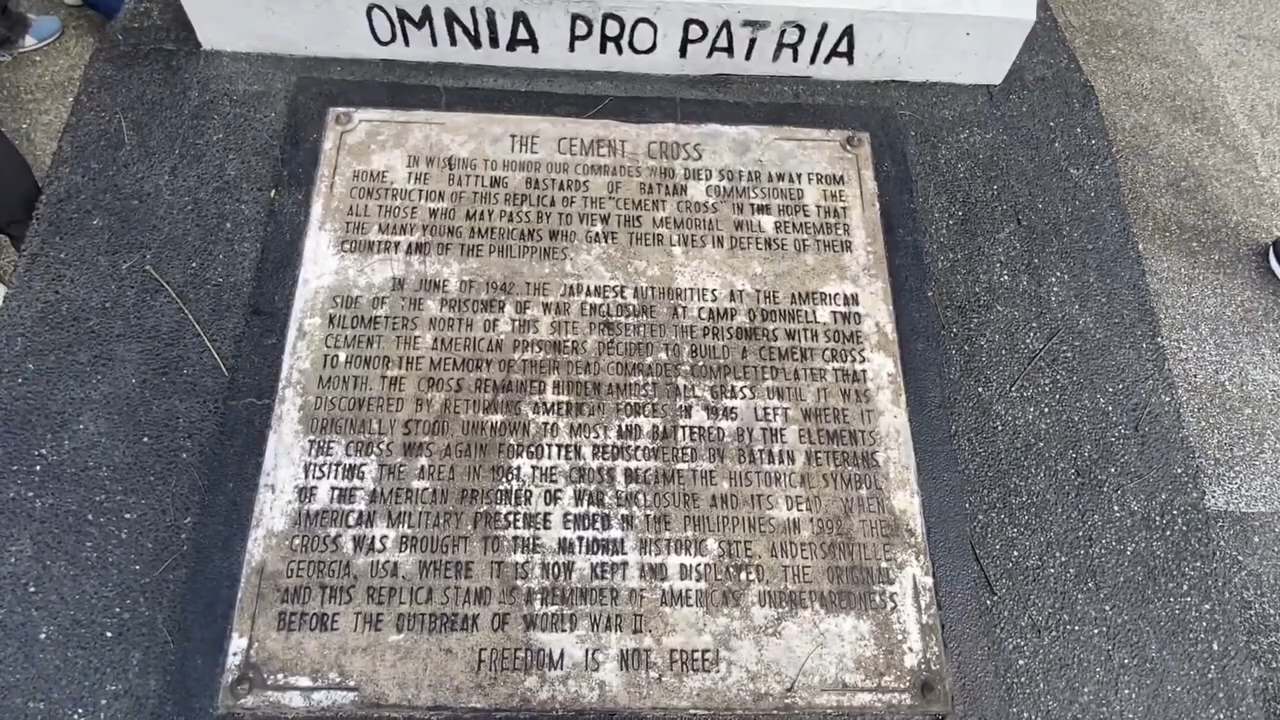 OMNIA PRO PATRIA
THE CEMENT CROSS
IN WISHING TO HONOR OUR COMRADES WHO DIED SO FAR AWAY FROM
HOME, THE BATTLING BASTARDS OF BATAAN COMMISSIONED THE
CONSTRUCTION OF THIS REPLICA OF THE "CEMENT CROSS" IN THE HOPE THAT
ALL THOSE WHO MAY PASS BY TO VIEW THIS MEMORIAL WILL REMEMBER
THE MANY YOUNG AMERICANS WHO GAVE THEIR LIVES IN DEFENSE OF THEIR
COUNTRY AND OF THE PHILIPPINES.
IN JUNE OF 1942, THE JAPANESE AUTHORITIES AT THE AMERICAN
SIDE OF THE PRISONER OF WAR ENCLOSURE AT CAMP O'DONNELL, TWO
KILOMETERS NORTH OF THIS SITE, PRESENTED THE PRISONERS WITH SOME
CEMENT. THE AMERICAN PRISONERS DECIDED TO BUILD A CEMENT CROSS
TO HONOR THE MEMORY OF THEIR DEAD COMRADES, COMPLETED LATER THAT
MONTH. THE CROSS REMAINED HIDDEN AMIDST TALL GRASS UNTIL IT WAS
DISCOVERED BY RETURNING AMERICAN FORCES IN 1945. LEFT WHERE IT
ORIGINALLY STOOD, UNKNOWN TO MOST AND BATTERED BY THE ELEMENTS,
THE CROSS WAS AGAIN FORGOTTEN. REDISCOVERED BY BATAAN VETERANS
VISITING THE AREA IN 1961, THE CROSS BECAME THE HISTORICAL SYMBOL
OF THE AMERICAN PRISONER OF WAR ENCLOSURE AND ITS DEAD. WHEN
AMERICAN MILITARY PRESENCE ENDED IN THE PHILIPPINES IN 1992, THE
CROSS WAS BROUGHT TO THE NATIONAL HISTORIC SITE, ANDERSONVILLE,
GEORGIA, USA, WHERE IT IS NOW KEPT AND DISPLAYED. THE ORIGINAL
AND THIS REPLICA STAND AS A REMINDER OF AMERICA'S UNPREPAREDNESS
BEFORE THE OUTBREAK OF WORLD WAR II.
FREEDOM IS NOT FREE!